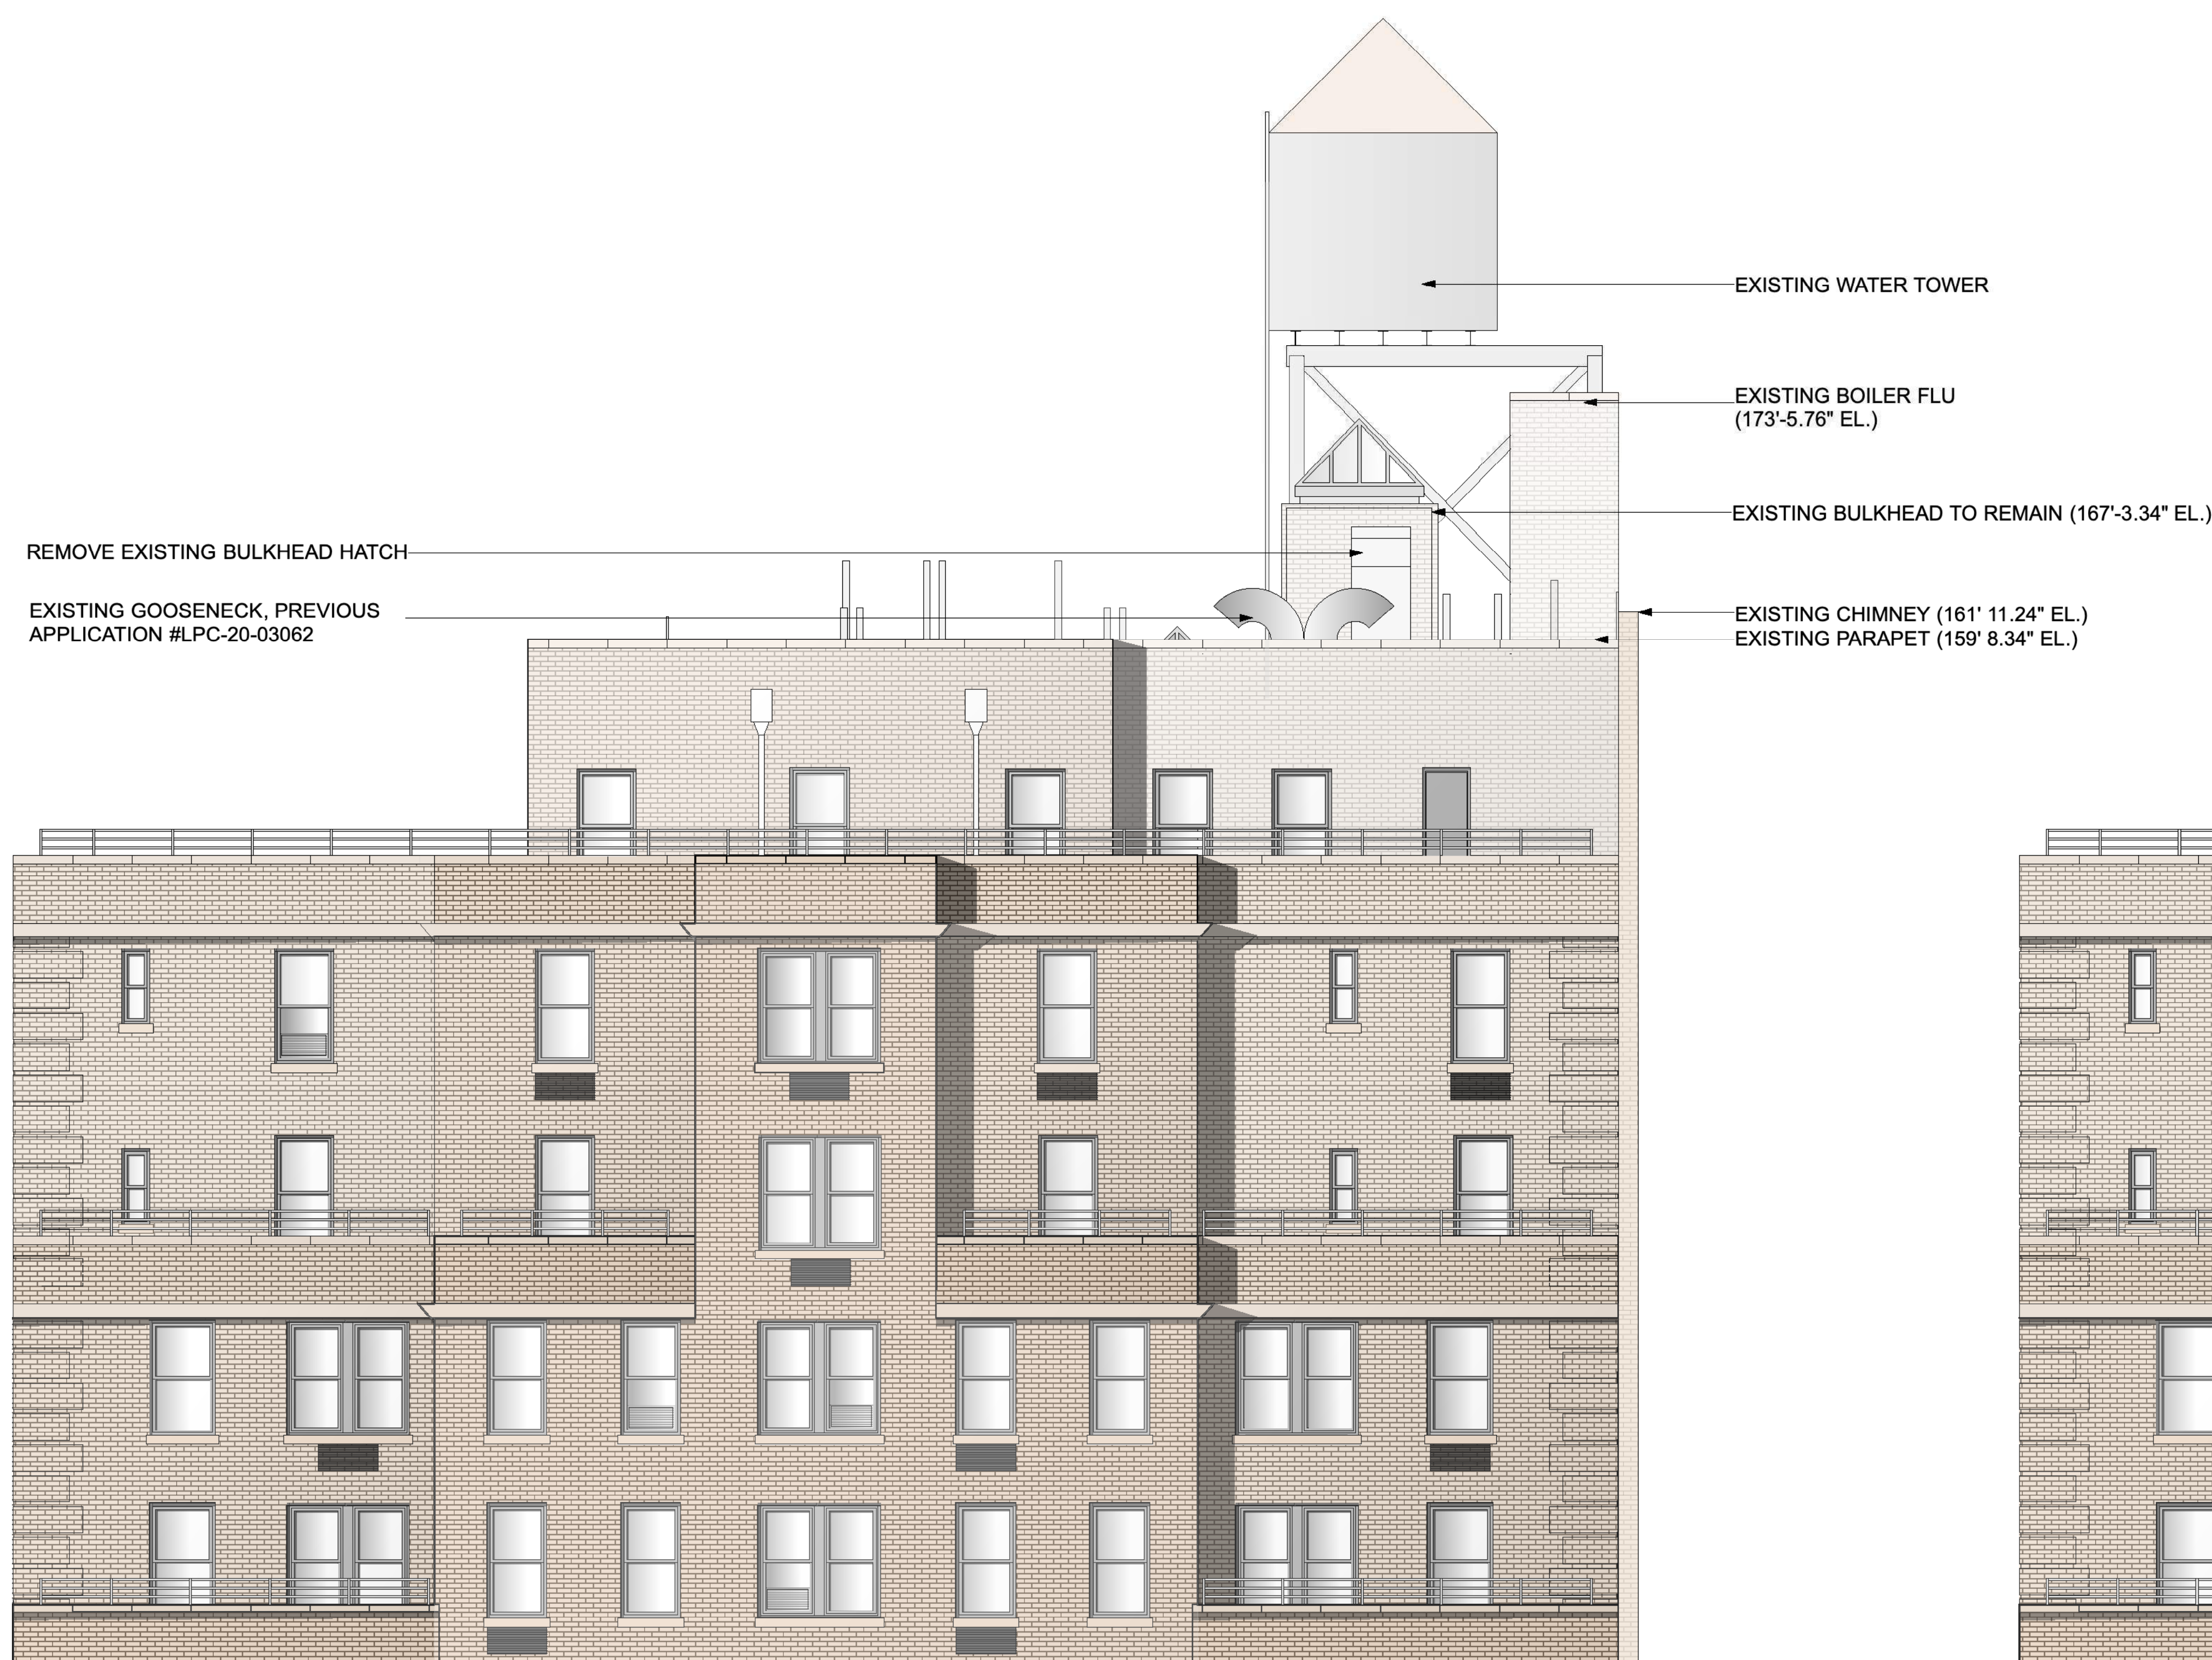 EXISTING WATER TOWER
EXISTING BOILER FLU
(173'-5.76" EL.)
EXISTING BULKHEAD TO REMAIN (167'-3.34" EL.)
REMOVE EXISTING BULKHEAD HATCH
EXISTING GOOSENECK, PREVIOUS
APPLICATION #LPC-20-03062
EXISTING CHIMNEY (161' 11.24" EL.)
EXISTING PARAPET (159' 8.34" EL.)